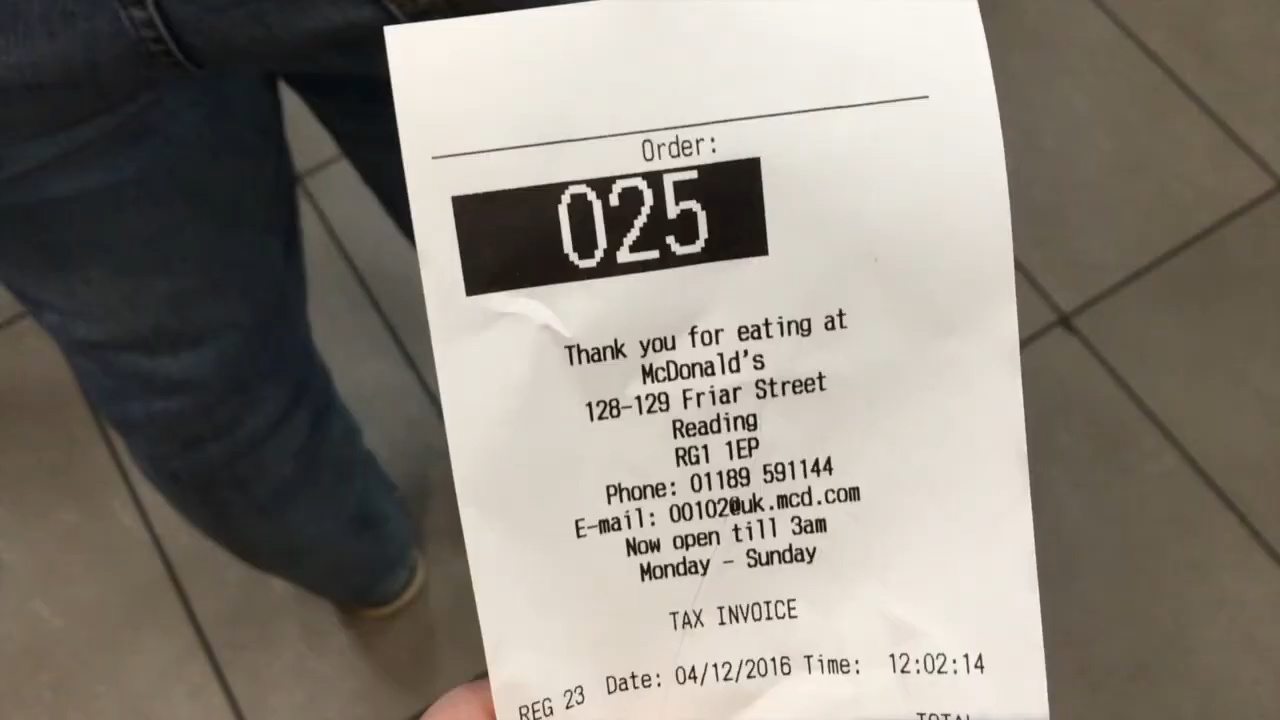 Order:
025
Thank you for eating at
McDonald's
128-129 Friar Street
Reading
RG1 1EP
Phone: 01189 591144
E-mail: 00102@uk.mcd.com
Now open till 3am
Monday - Sunday
TAX INVOICE
REG 23 Date: 04/12/2016 Time: 12:02:14
TOTAL